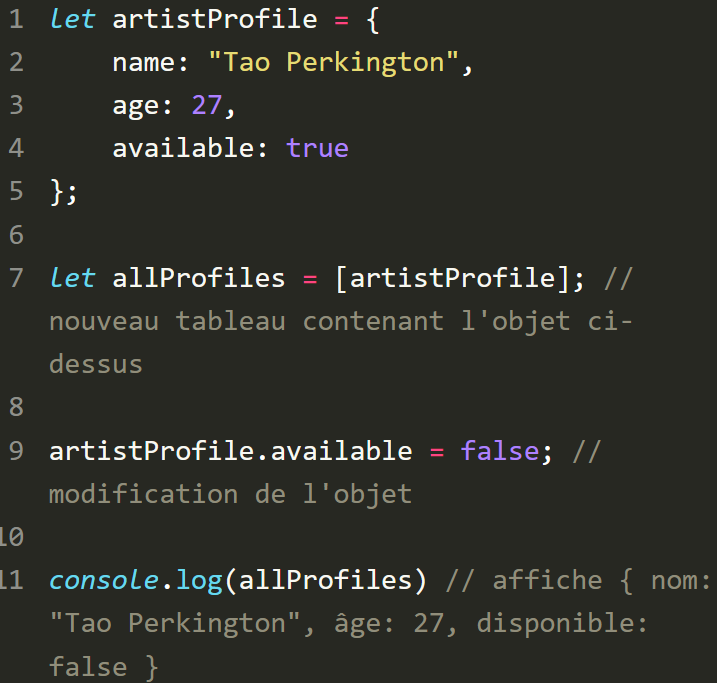 1 let artistProfile = {
2     name: "Tao Perkington",
3     age: 27,
4     available: true
5 };
6
7 let allProfiles = [artistProfile]; //
nouveau tableau contenant l'objet ci-
dessus
8
9 artistProfile.available = false; //
modification de l'objet
10
11 console.log(allProfiles) // affiche { nom:
"Tao Perkington", âge: 27, disponible:
false }